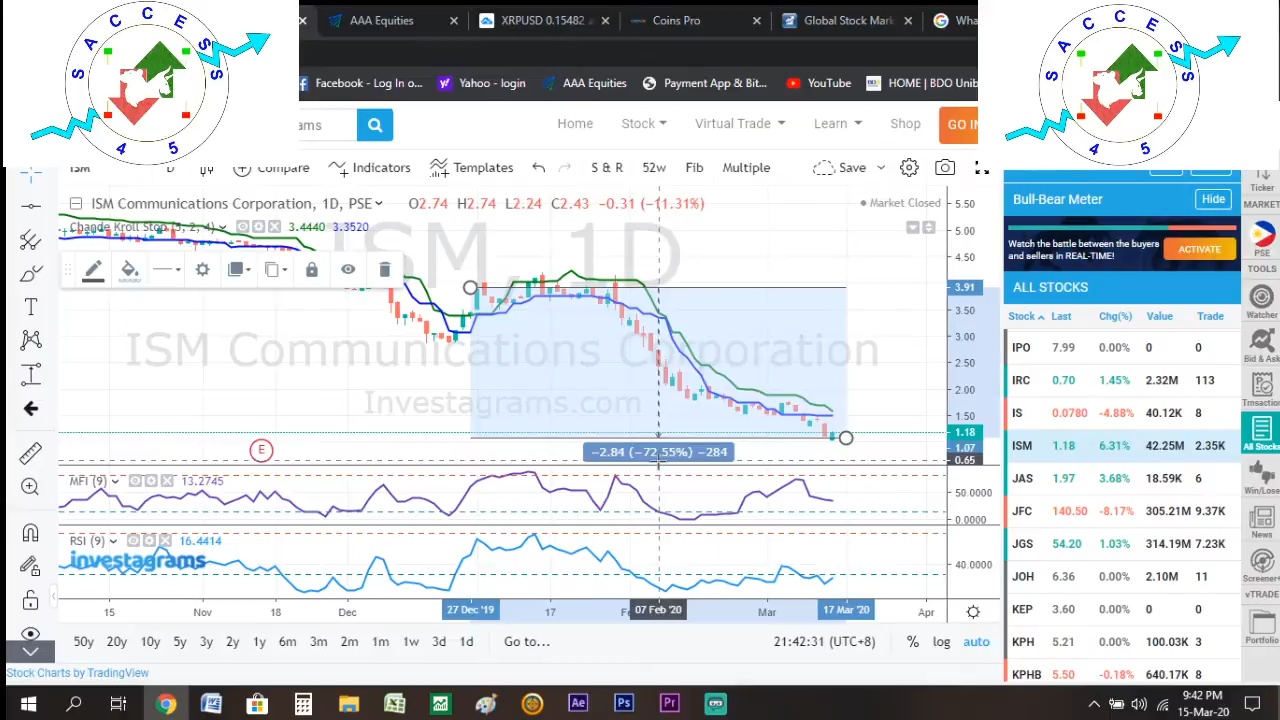 AAA Equities
XRPUSD 0.15482
Coins Pro
Global Stock Mar
Wha
Facebook - Log In o...
Yahoo - login
AAA Equities
Payment App & Bit...
YouTube
HOME | BDO Unib
SACCESS
45
SACCESS
45
ams
Home
Stock
Virtual Trade
Learn
Shop
GO
ISM
D
Compare
Indicators
Templates
S & R
52w
Fib
Multiple
Save
ISM Communications Corporation, 1D, PSE
O2.74 H2.74 L2.24 C2.43 -0.31 (-11.31%)
Market Closed
Chande Kroll Stop (5, 2, 4) 3.4440 3.3520
ISM, 1D
ISM Communications Corporation
Investagrams.com
5.50
5.00
4.50
3.91
3.50
3.00
2.50
2.00
1.50
1.18
1.07
0.65
E
−2.84 (−72.55%) −284
MFI (9) 13.2745
50.0000
0.0000
RSI (9) 16.4414
investagrams
40.0000
15
Nov
18
Dec
27 Dec '19
17
07 Feb '20
Mar
17 Mar '20
Apr
50y 20y 10y 5y 3y 2y 1y 6m 3m 2m 1m 1w 3d 1d Go to...
21:42:31 (UTC+8)
% log auto
Stock Charts by TradingView
Bull-Bear Meter
Hide
Watch the battle between the buyers
and sellers in REAL-TIME!
ACTIVATE
ALL STOCKS
Stock Last Chg(%) Value Trade
IPO 7.99 0.00% 0 0
IRC 0.70 1.45% 2.32M 113
IS 0.0780 -4.88% 40.12K 8
ISM 1.18 6.31% 42.25M 2.35K
JAS 1.97 3.68% 18.59K 6
JFC 140.50 -8.17% 305.21M 9.37K
JGS 54.20 1.03% 314.19M 7.23K
JOH 6.36 0.00% 2.10M 11
KEP 3.60 0.00% 0 0
KPH 5.21 0.00% 100.03K 3
KPHB 5.50 -0.18% 640.17K 8
Ticker
MARKET
PSE
TOOLS
Watcher
Bid & Ask
All Stocks
Win/Lose
News
Screener
vTRADE
Portfolio
Ae
Ps
Pr
9:42 PM
15-Mar-20